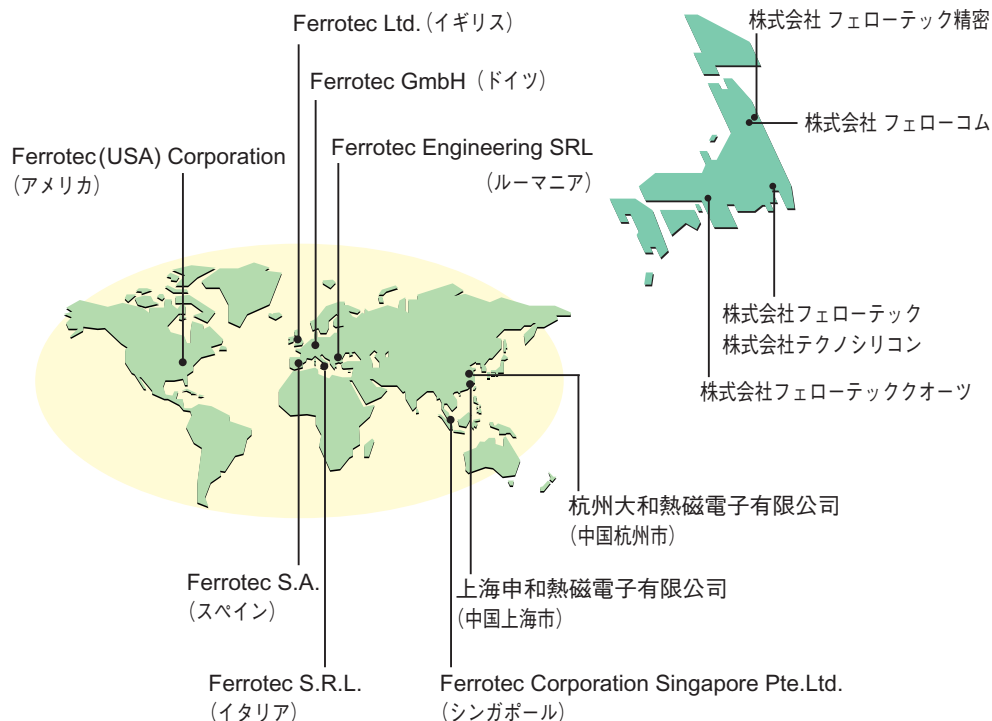 Ferrotec Ltd.（イギリス）
Ferrotec GmbH（ドイツ）
Ferrotec Engineering SRL
（ルーマニア）
Ferrotec(USA) Corporation
（アメリカ）
株式会社 フェローテック精密
株式会社 フェローコム
株式会社フェローテック
株式会社テクノシリコン
株式会社フェローテッククオーツ
杭州大和熱磁電子有限公司
（中国杭州市）
上海申和熱磁電子有限公司
（中国上海市）
Ferrotec S.A.
（スペイン）
Ferrotec S.R.L.
（イタリア）
Ferrotec Corporation Singapore Pte.Ltd.
（シンガポール）